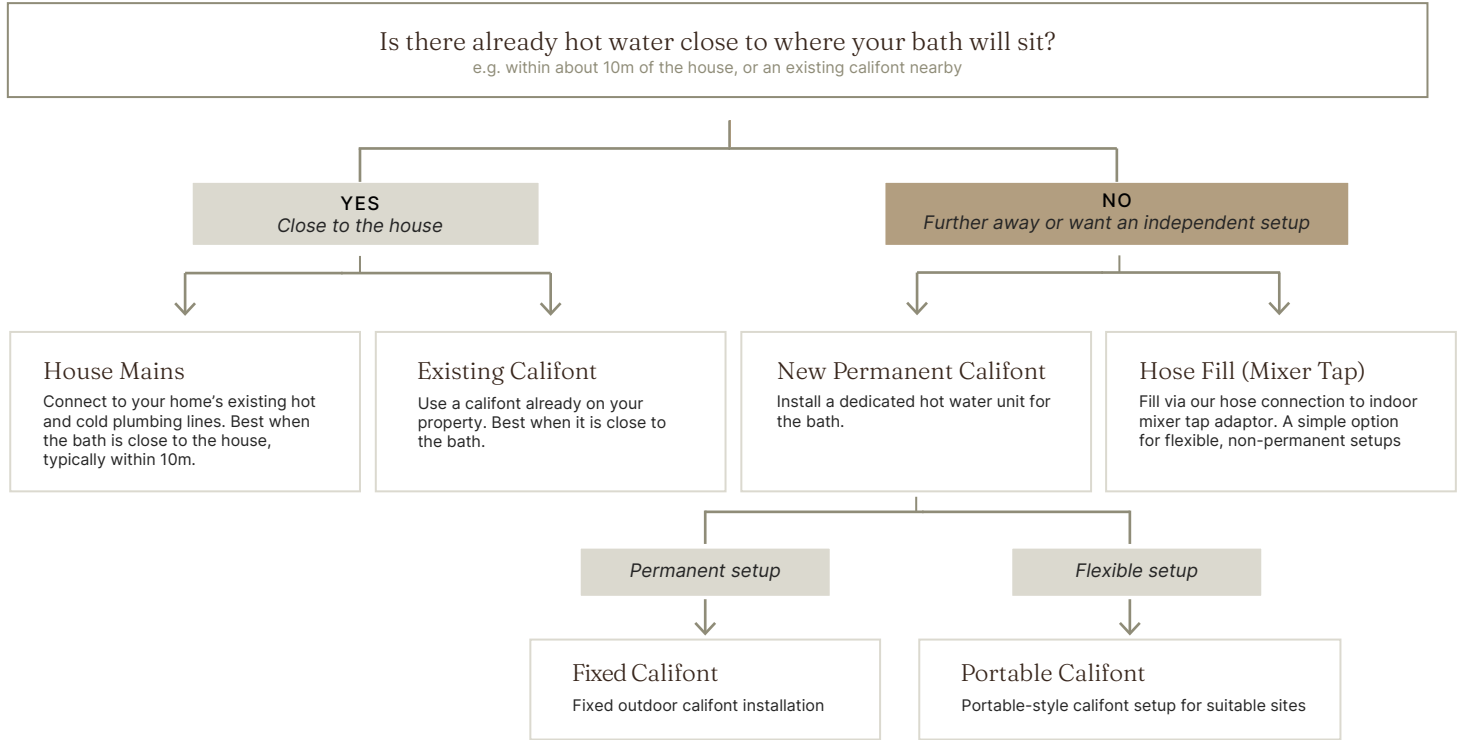 Is there already hot water close to where your bath will sit?
e.g. within about 10m of the house, or an existing califont nearby
YES
Close to the house
NO
Further away or want an independent setup
House Mains
Connect to your home’s existing hot
and cold plumbing lines. Best when
the bath is close to the house,
typically within 10m.
Existing Califont
Use a califont already on your
property. Best when it is close to
the bath.
New Permanent Califont
Install a dedicated hot water unit for
the bath.
Hose Fill (Mixer Tap)
Fill via our hose connection to indoor
mixer tap adaptor. A simple option
for flexible, non-permanent setups
Permanent setup
Flexible setup
Fixed Califont
Fixed outdoor califont installation
Portable Califont
Portable-style califont setup for suitable sites